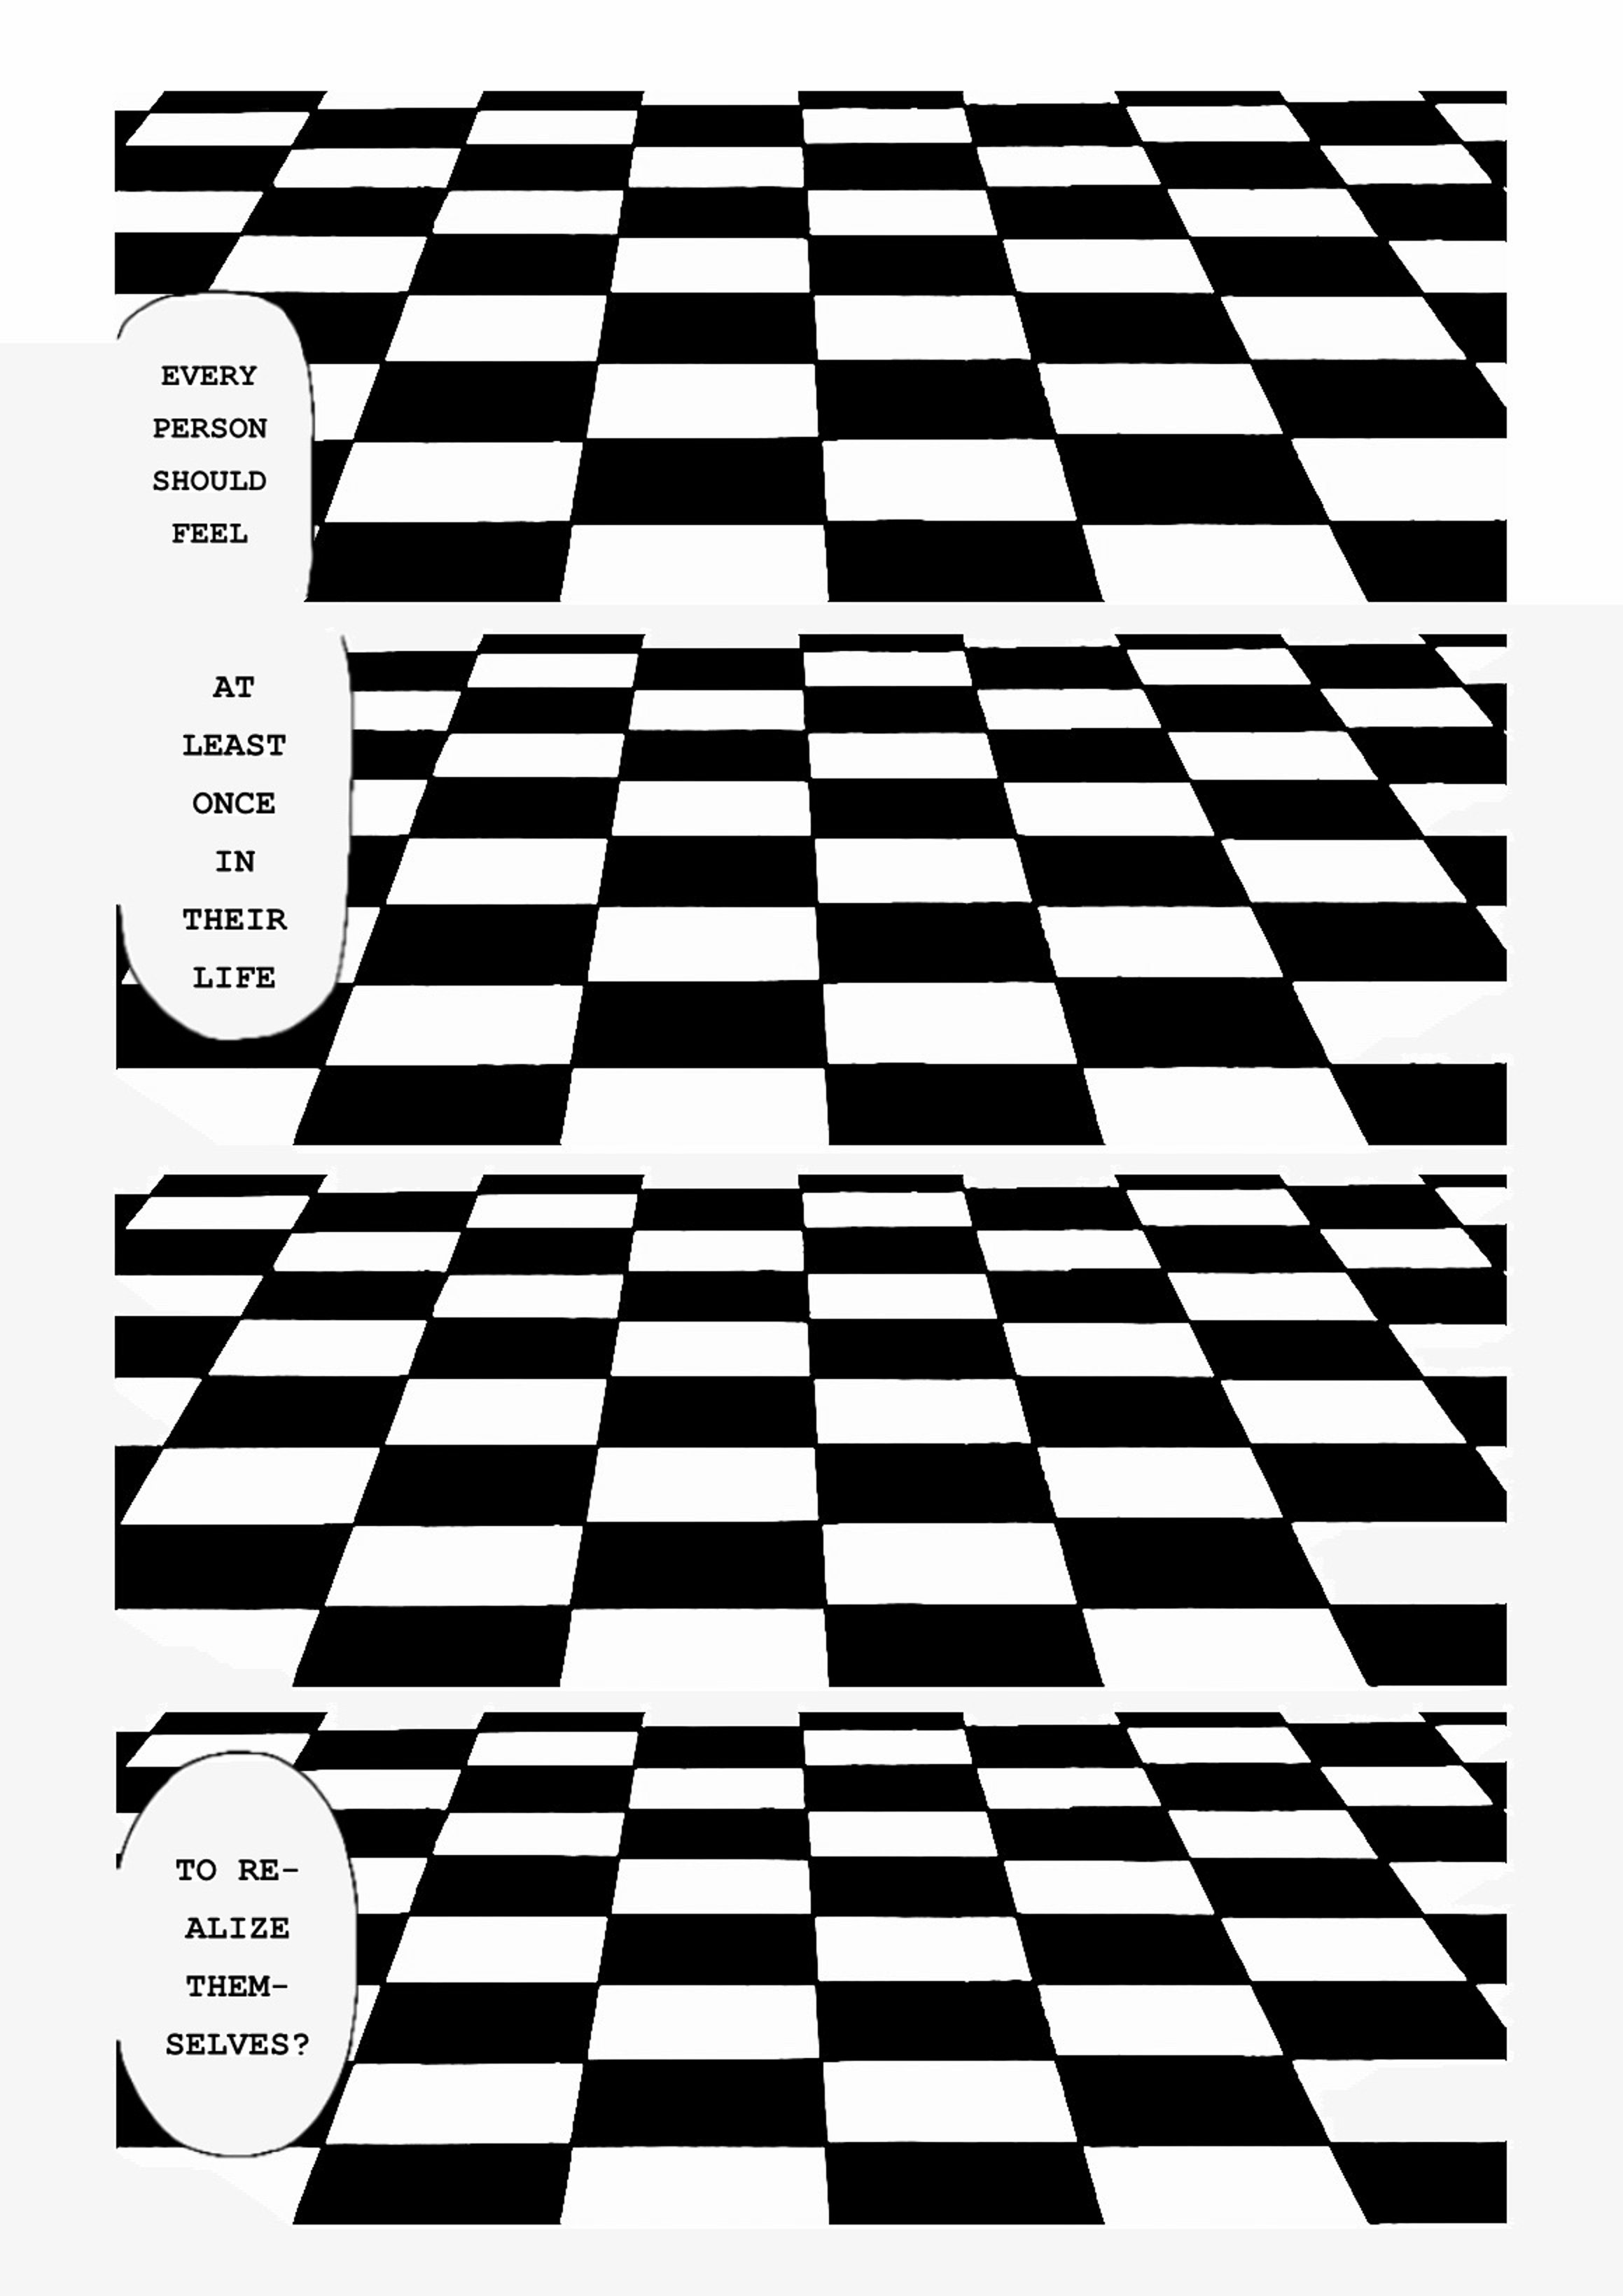 EVERY
PERSON
SHOULD
FEEL
AT
LEAST
ONCE
IN
THEIR
LIFE
TO RE-
ALIZE
THEM-
SELVES?